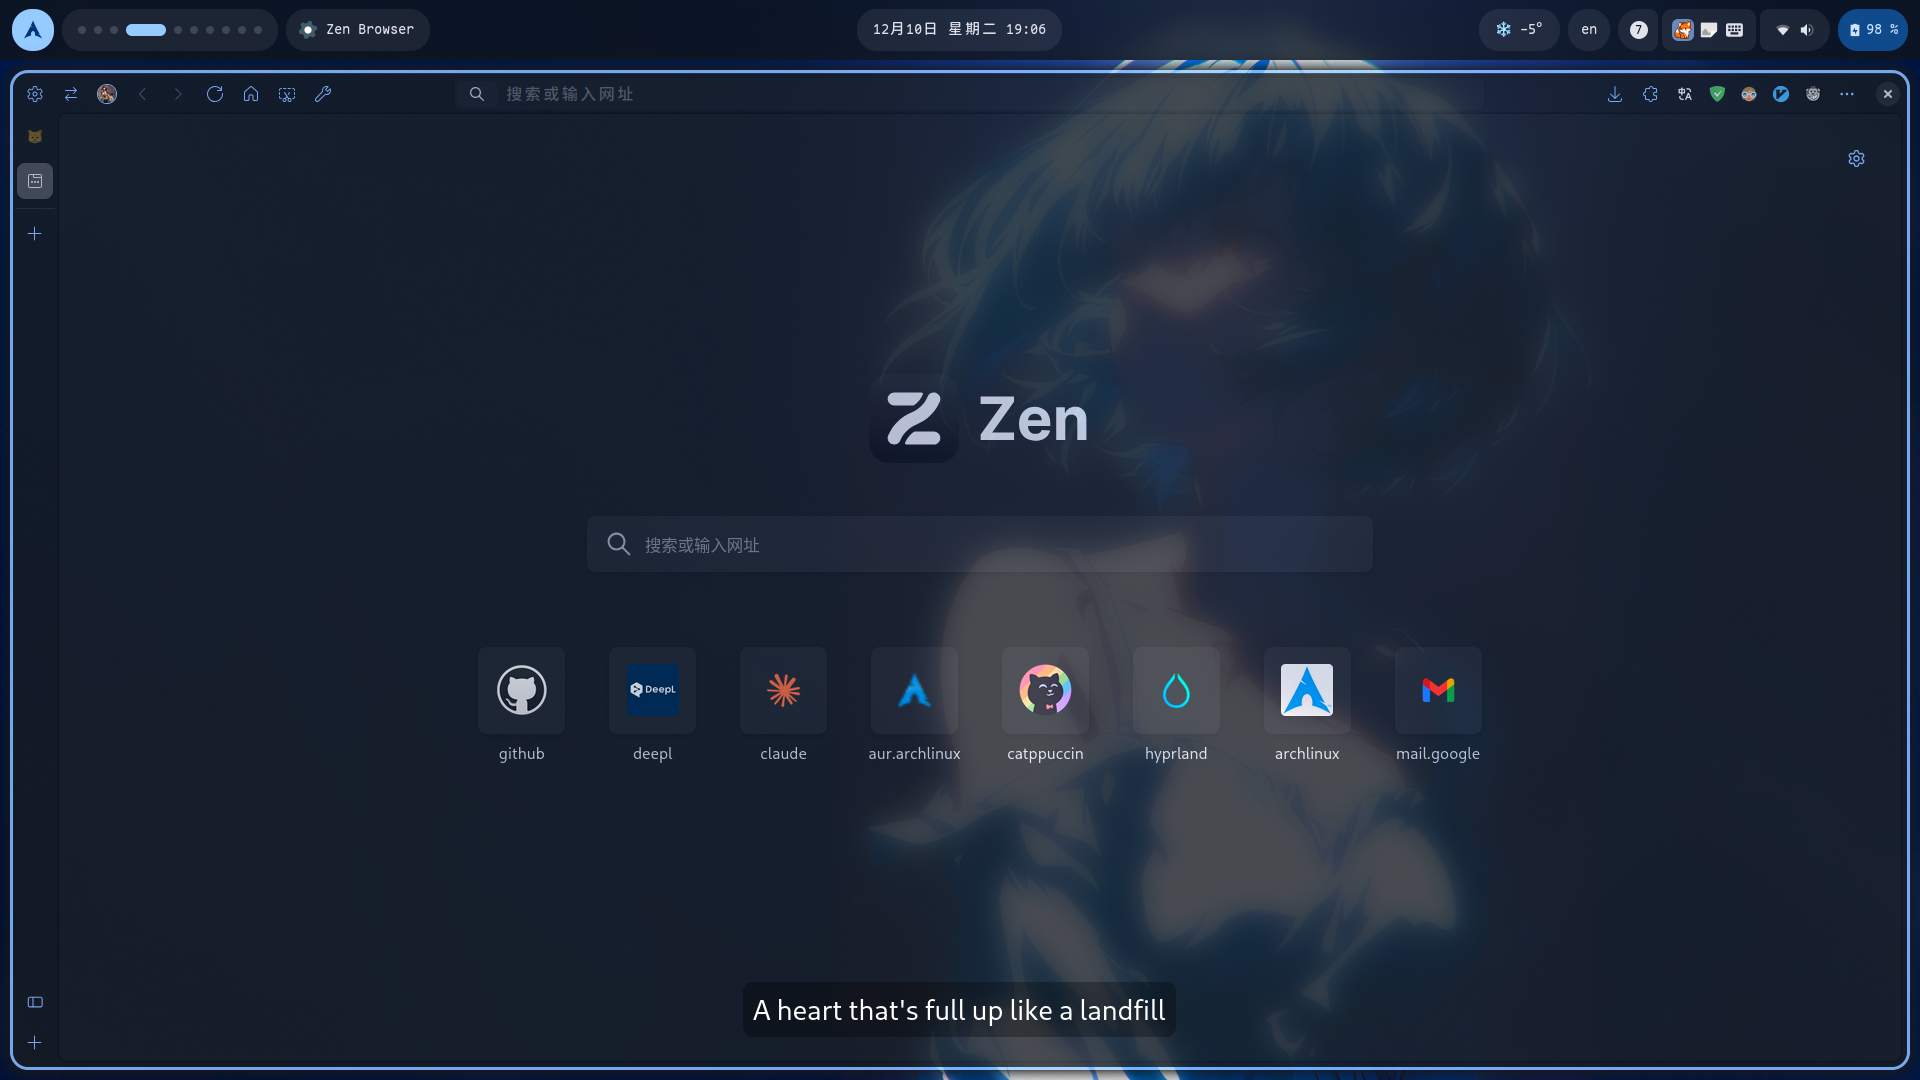 Zen Browser
12月10日 星期二 19:06
-5°
en
7
98 %
搜索或输入网址
Zen
搜索或输入网址
DeepL
github
deepl
claude
aur.archlinux
catppuccin
hyprland
archlinux
mail.google
A heart that's full up like a landfill